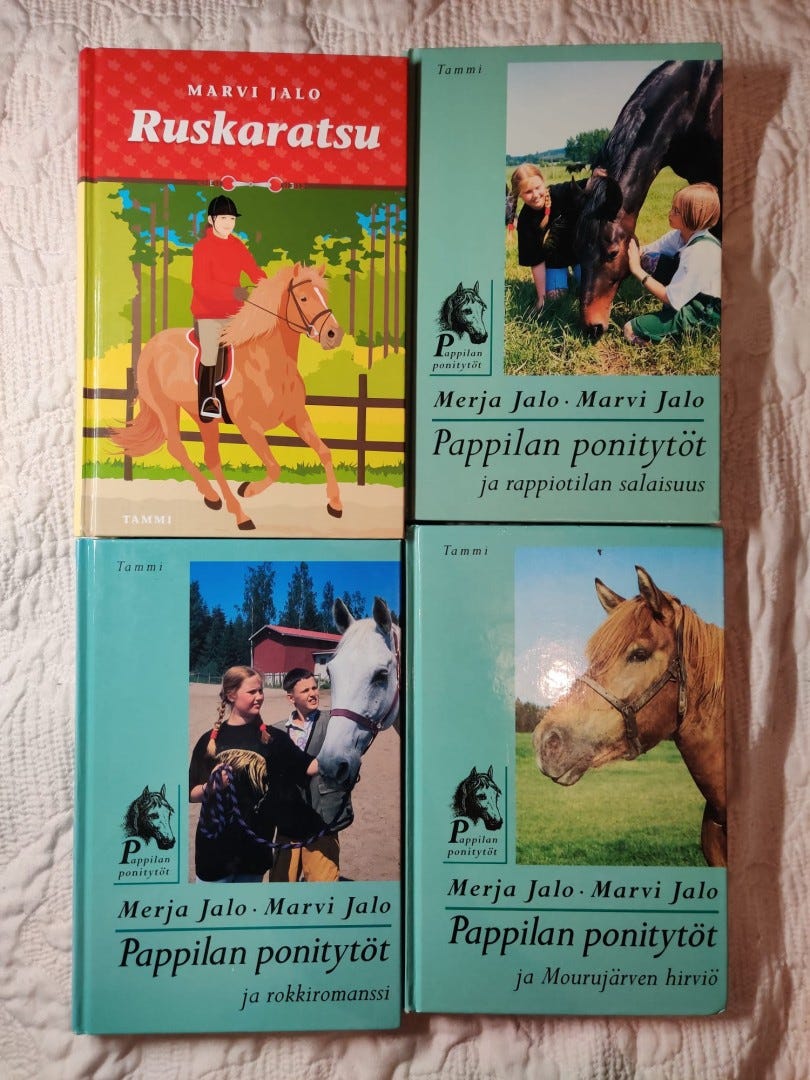 MARVI JALO
Ruskaratsu
TAMMI
Tammi
Pappilan
ponitytöt
Merja Jalo · Marvi Jalo
Pappilan ponitytöt
ja rappiotilan salaisuus
Tammi
Pappilan
ponitytöt
Merja Jalo · Marvi Jalo
Pappilan ponitytöt
ja rokkiromanssi
Tammi
Pappilan
ponitytöt
Merja Jalo · Marvi Jalo
Pappilan ponitytöt
ja Mourujärven hirviö